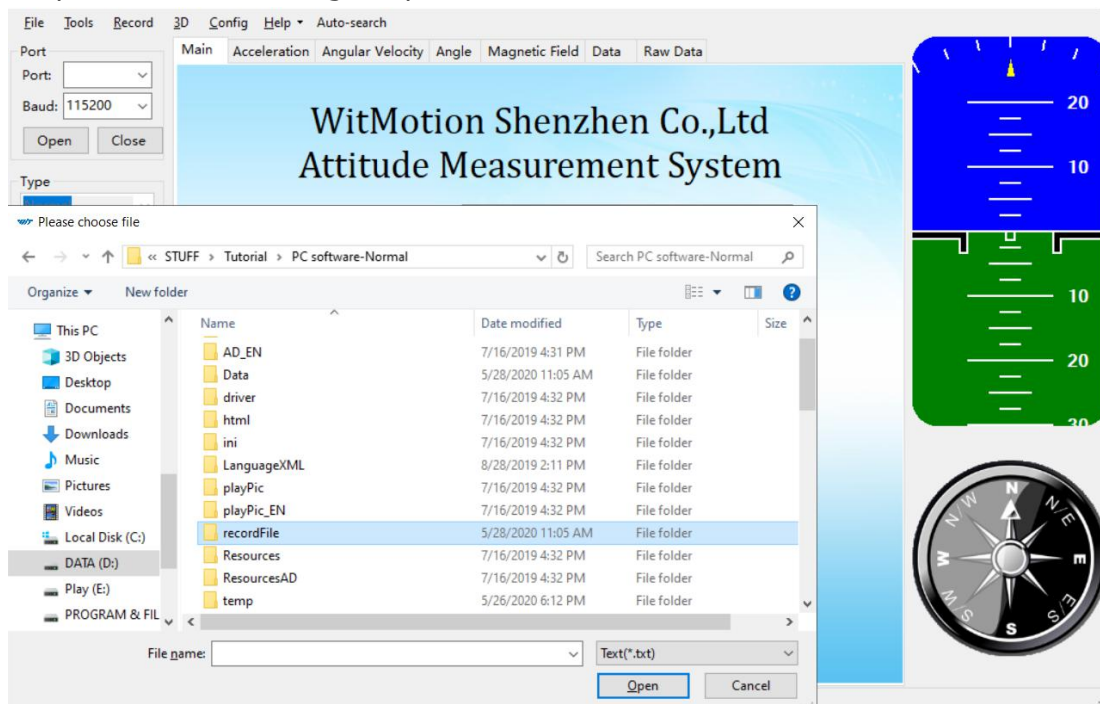 File Tools Record 3D Config Help Auto-search
Port
Port:
Baud: 115200
Open Close
Type
Main Acceleration Angular Velocity Angle Magnetic Field Data Raw Data
WitMotion Shenzhen Co.,Ltd
Attitude Measurement System
20
10
10
20
30
N
N/E
E
S/E
S
W/S
W
N/W
Please choose file
« STUFF › Tutorial › PC software-Normal
Search PC software-Normal
Organize New folder
This PC
3D Objects
Desktop
Documents
Downloads
Music
Pictures
Videos
Local Disk (C:)
DATA (D:)
Play (E:)
PROGRAM & FIL
Name Date modified Type Size
AD_EN 7/16/2019 4:31 PM File folder
Data 5/28/2020 11:05 AM File folder
driver 7/16/2019 4:32 PM File folder
html 7/16/2019 4:32 PM File folder
ini 7/16/2019 4:32 PM File folder
LanguageXML 8/28/2019 2:11 PM File folder
playPic 7/16/2019 4:32 PM File folder
playPic_EN 7/16/2019 4:32 PM File folder
recordFile 5/28/2020 11:05 AM File folder
Resources 7/16/2019 4:32 PM File folder
ResourcesAD 7/16/2019 4:32 PM File folder
temp 5/26/2020 6:12 PM File folder
File name:
Text(*.txt)
Open Cancel